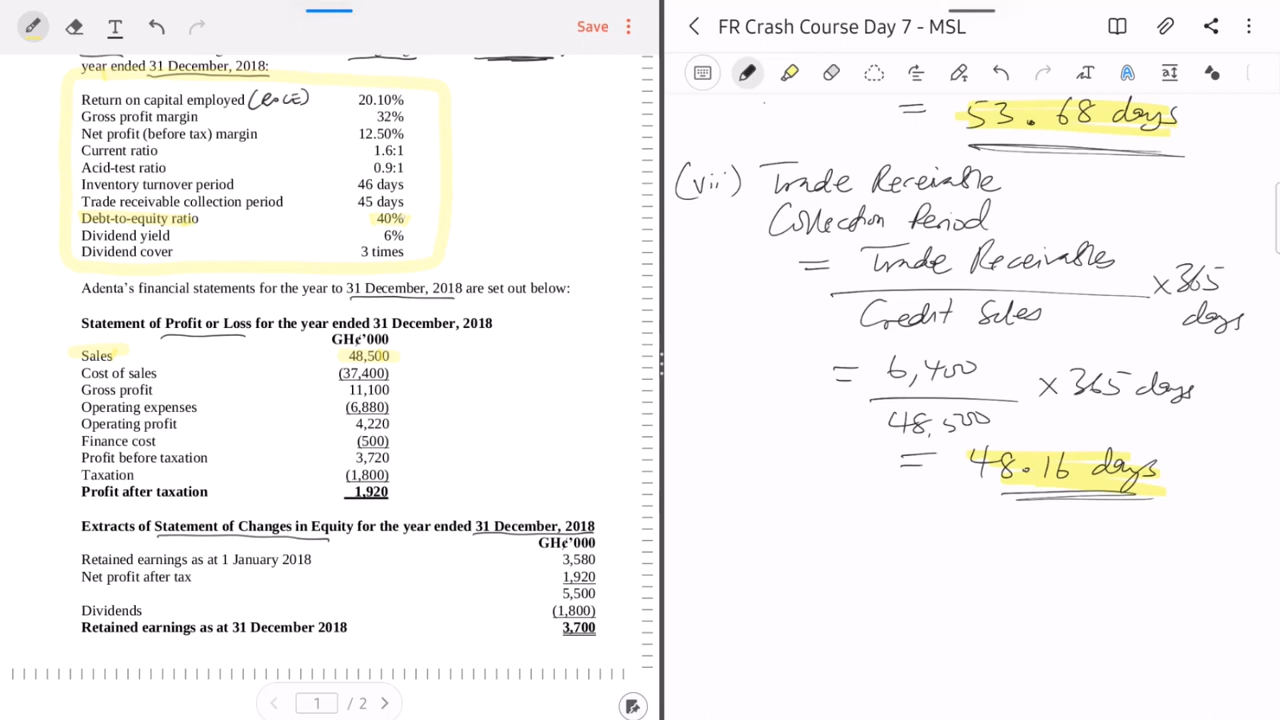 Save
FR Crash Course Day 7 - MSL
year ended 31 December, 2018:
Return on capital employed (ROCE) 20.10%
Gross profit margin 32%
Net profit (before tax) margin 12.50%
Current ratio 1.6:1
Acid-test ratio 0.9:1
Inventory turnover period 46 days
Trade receivable collection period 45 days
Debt-to-equity ratio 40%
Dividend yield 6%
Dividend cover 3 times
Adenta's financial statements for the year to 31 December, 2018 are set out below:
Statement of Profit or Loss for the year ended 31 December, 2018
GH¢'000
Sales 48,500
Cost of sales (37,400)
Gross profit 11,100
Operating expenses (6,880)
Operating profit 4,220
Finance cost (500)
Profit before taxation 3,720
Taxation (1,800)
Profit after taxation 1,920
Extracts of Statement of Changes in Equity for the year ended 31 December, 2018
GH¢'000
Retained earnings as at 1 January 2018 3,580
Net profit after tax 1,920
5,500
Dividends (1,800)
Retained earnings as at 31 December 2018 3,700
1 / 2
= 53.68 days
(vii) Trade Receivable
Collection Period
= Trade Receivables
× 365 days
Credit Sales
= 6,400
× 365 days
48,500
= 48.16 days